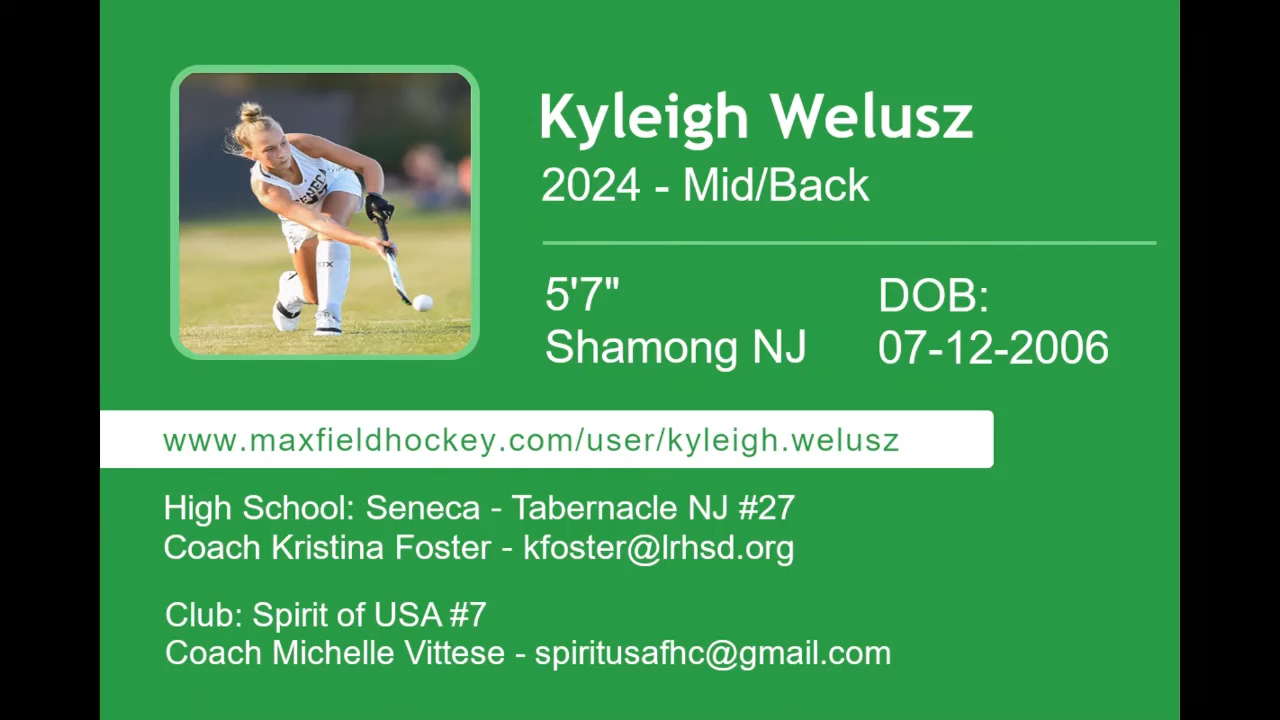 Kyleigh Welusz
2024 - Mid/Back
5'7"
Shamong NJ
DOB:
07-12-2006
www.maxfieldhockey.com/user/kyleigh.welusz
High School: Seneca - Tabernacle NJ #27
Coach Kristina Foster - kfoster@lrhsd.org
Club: Spirit of USA #7
Coach Michelle Vittese - spiritusafhc@gmail.com
SENECA